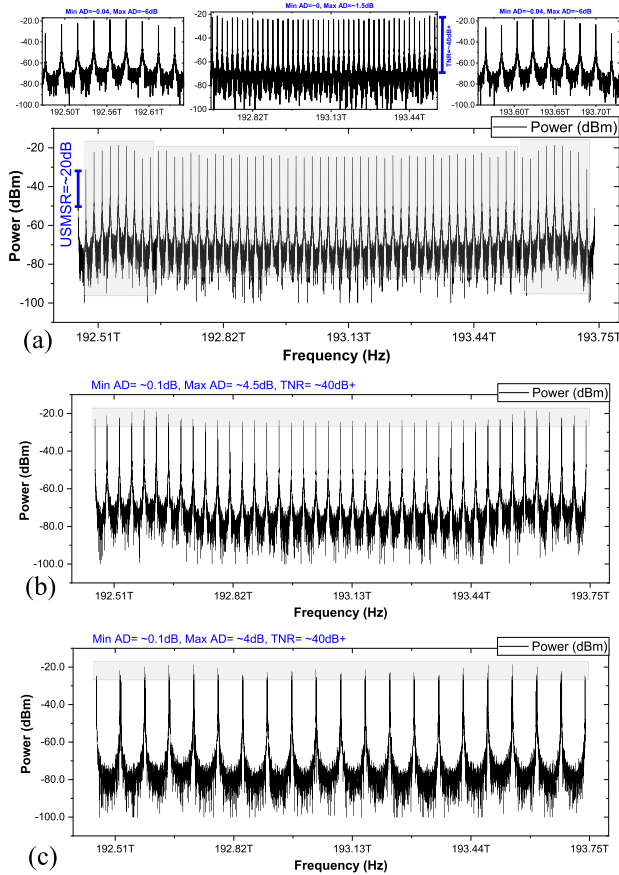 Min AD=~0.04, Max AD=~6dB
Min AD=~0, Max AD=~1.5dB
Min AD=~0.04, Max AD=~6dB
-20.0
-40.0
-60.0
-80.0
-100.0
192.50T 192.56T 192.61T
-20
-40
-60
-80
-100
192.82T 193.13T 193.44T
TNR=~40dB+
-20.0
-40.0
-60.0
-80.0
-100.0
193.60T 193.65T 193.70T
Power (dBm)
USMSR=~20dB
Power (dBm)
-20
-40
-60
-80
-100
192.51T 192.82T 193.13T 193.44T 193.75T
Frequency (Hz)
(a)
Min AD= ~0.1dB, Max AD= ~4.5dB, TNR= ~40dB+
Power (dBm)
Power (dBm)
-20.0
-40.0
-60.0
-80.0
-100.0
192.51T 192.82T 193.13T 193.44T 193.75T
Frequency (Hz)
(b)
Min AD= ~0.1dB, Max AD= ~4dB, TNR= ~40dB+
Power (dBm)
Power (dBm)
-20.0
-40.0
-60.0
-80.0
-100.0
192.51T 192.82T 193.13T 193.44T 193.75T
Frequency (Hz)
(c)